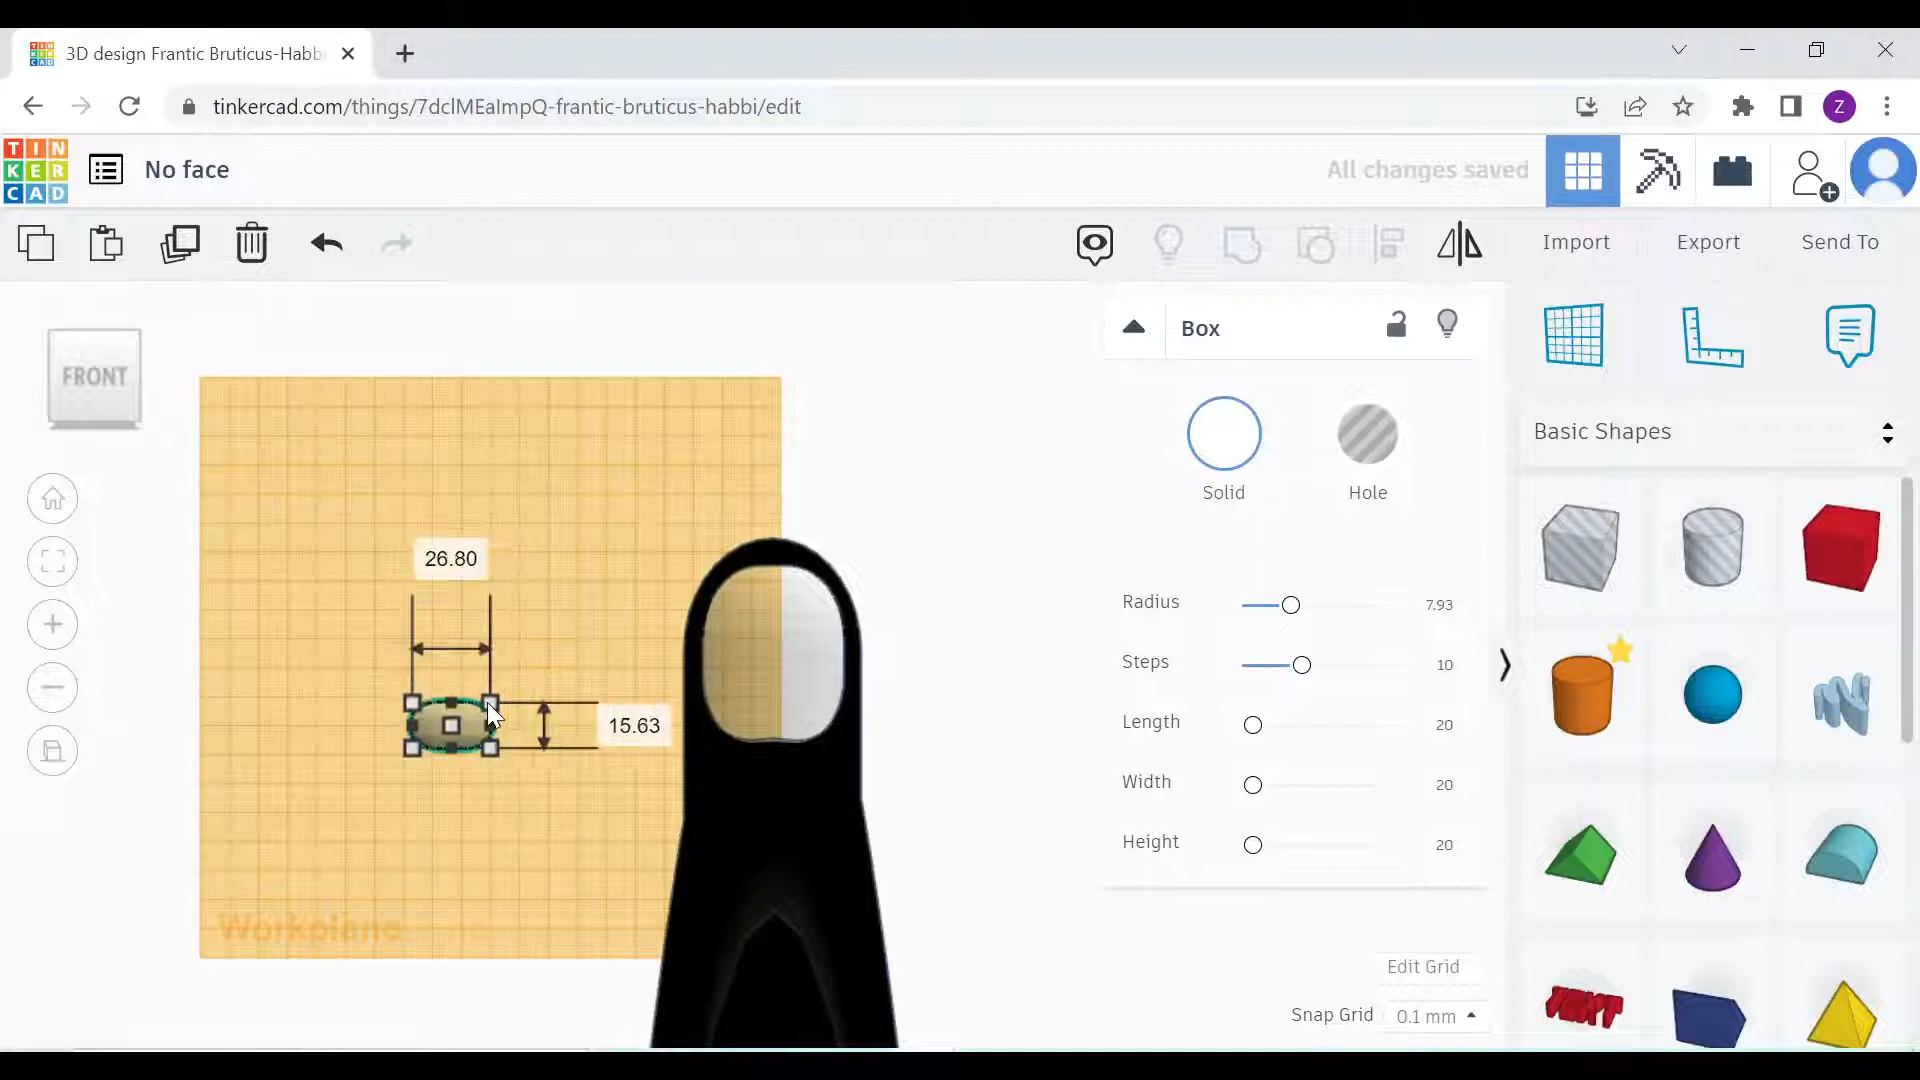 3D design Frantic Bruticus-Habb
tinkercad.com/things/7dclMEaImpQ-frantic-bruticus-habbi/edit
Z
TIN
KER
CAD
No face
All changes saved
Import
Export
Send To
FRONT
Box
Solid
Hole
Basic Shapes
26.80
15.63
Radius
7.93
Steps
10
Length
20
Width
20
Height
20
Workplane
Edit Grid
Snap Grid
0.1 mm
TEXT